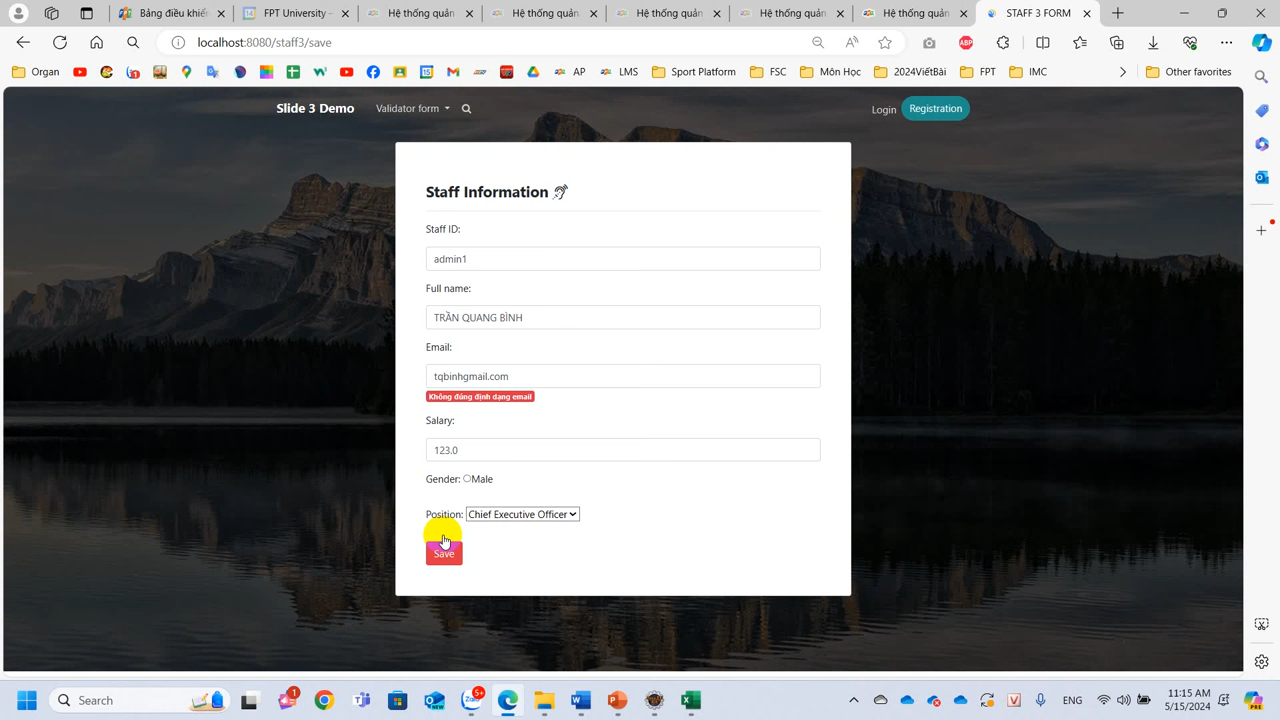 Bảng điều khiển
FPT University –
Hệ thống quản
Hệ thống quản
Hệ thống quản
Hệ thống quản
Hệ thống quản
STAFF 3 FORM
localhost:8080/staff3/save
Organ
AP
LMS
Sport Platform
FSC
Môn Học
2024ViếtBài
FPT
IMC
Other favorites
Slide 3 Demo
Validator form
Login
Registration
Staff Information
Staff ID:
admin1
Full name:
TRẦN QUANG BÌNH
Email:
tqbinhgmail.com
Không đúng định dạng email
Salary:
123.0
Gender: Male
Position: Chief Executive Officer
Save
Search
ENG
11:15 AM
5/15/2024